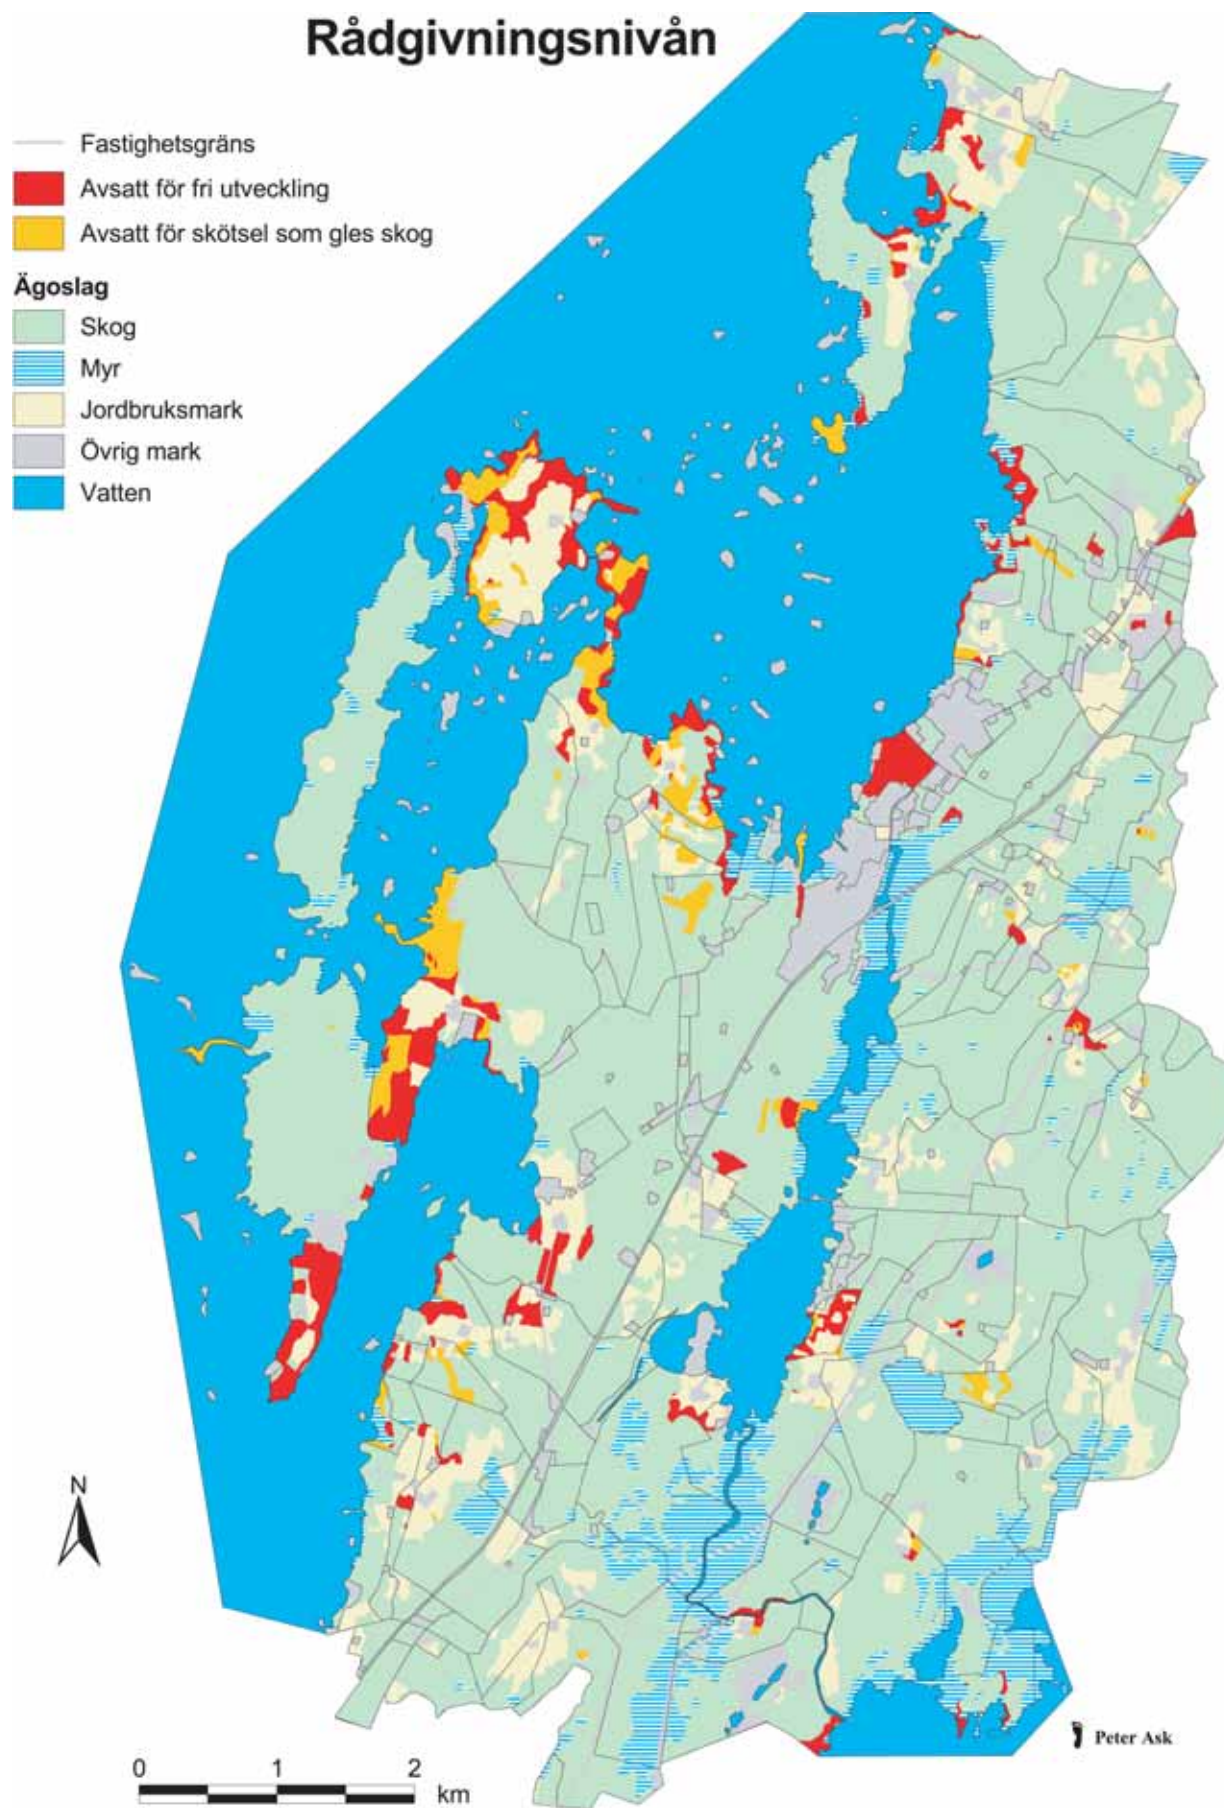 Rådgivningsnivån
Fastighetsgräns
Avsatt för fri utveckling
Avsatt för skötsel som gles skog
Ägoslag
Skog
Myr
Jordbruksmark
Övrig mark
Vatten
N
Peter Ask
0 1 2
km